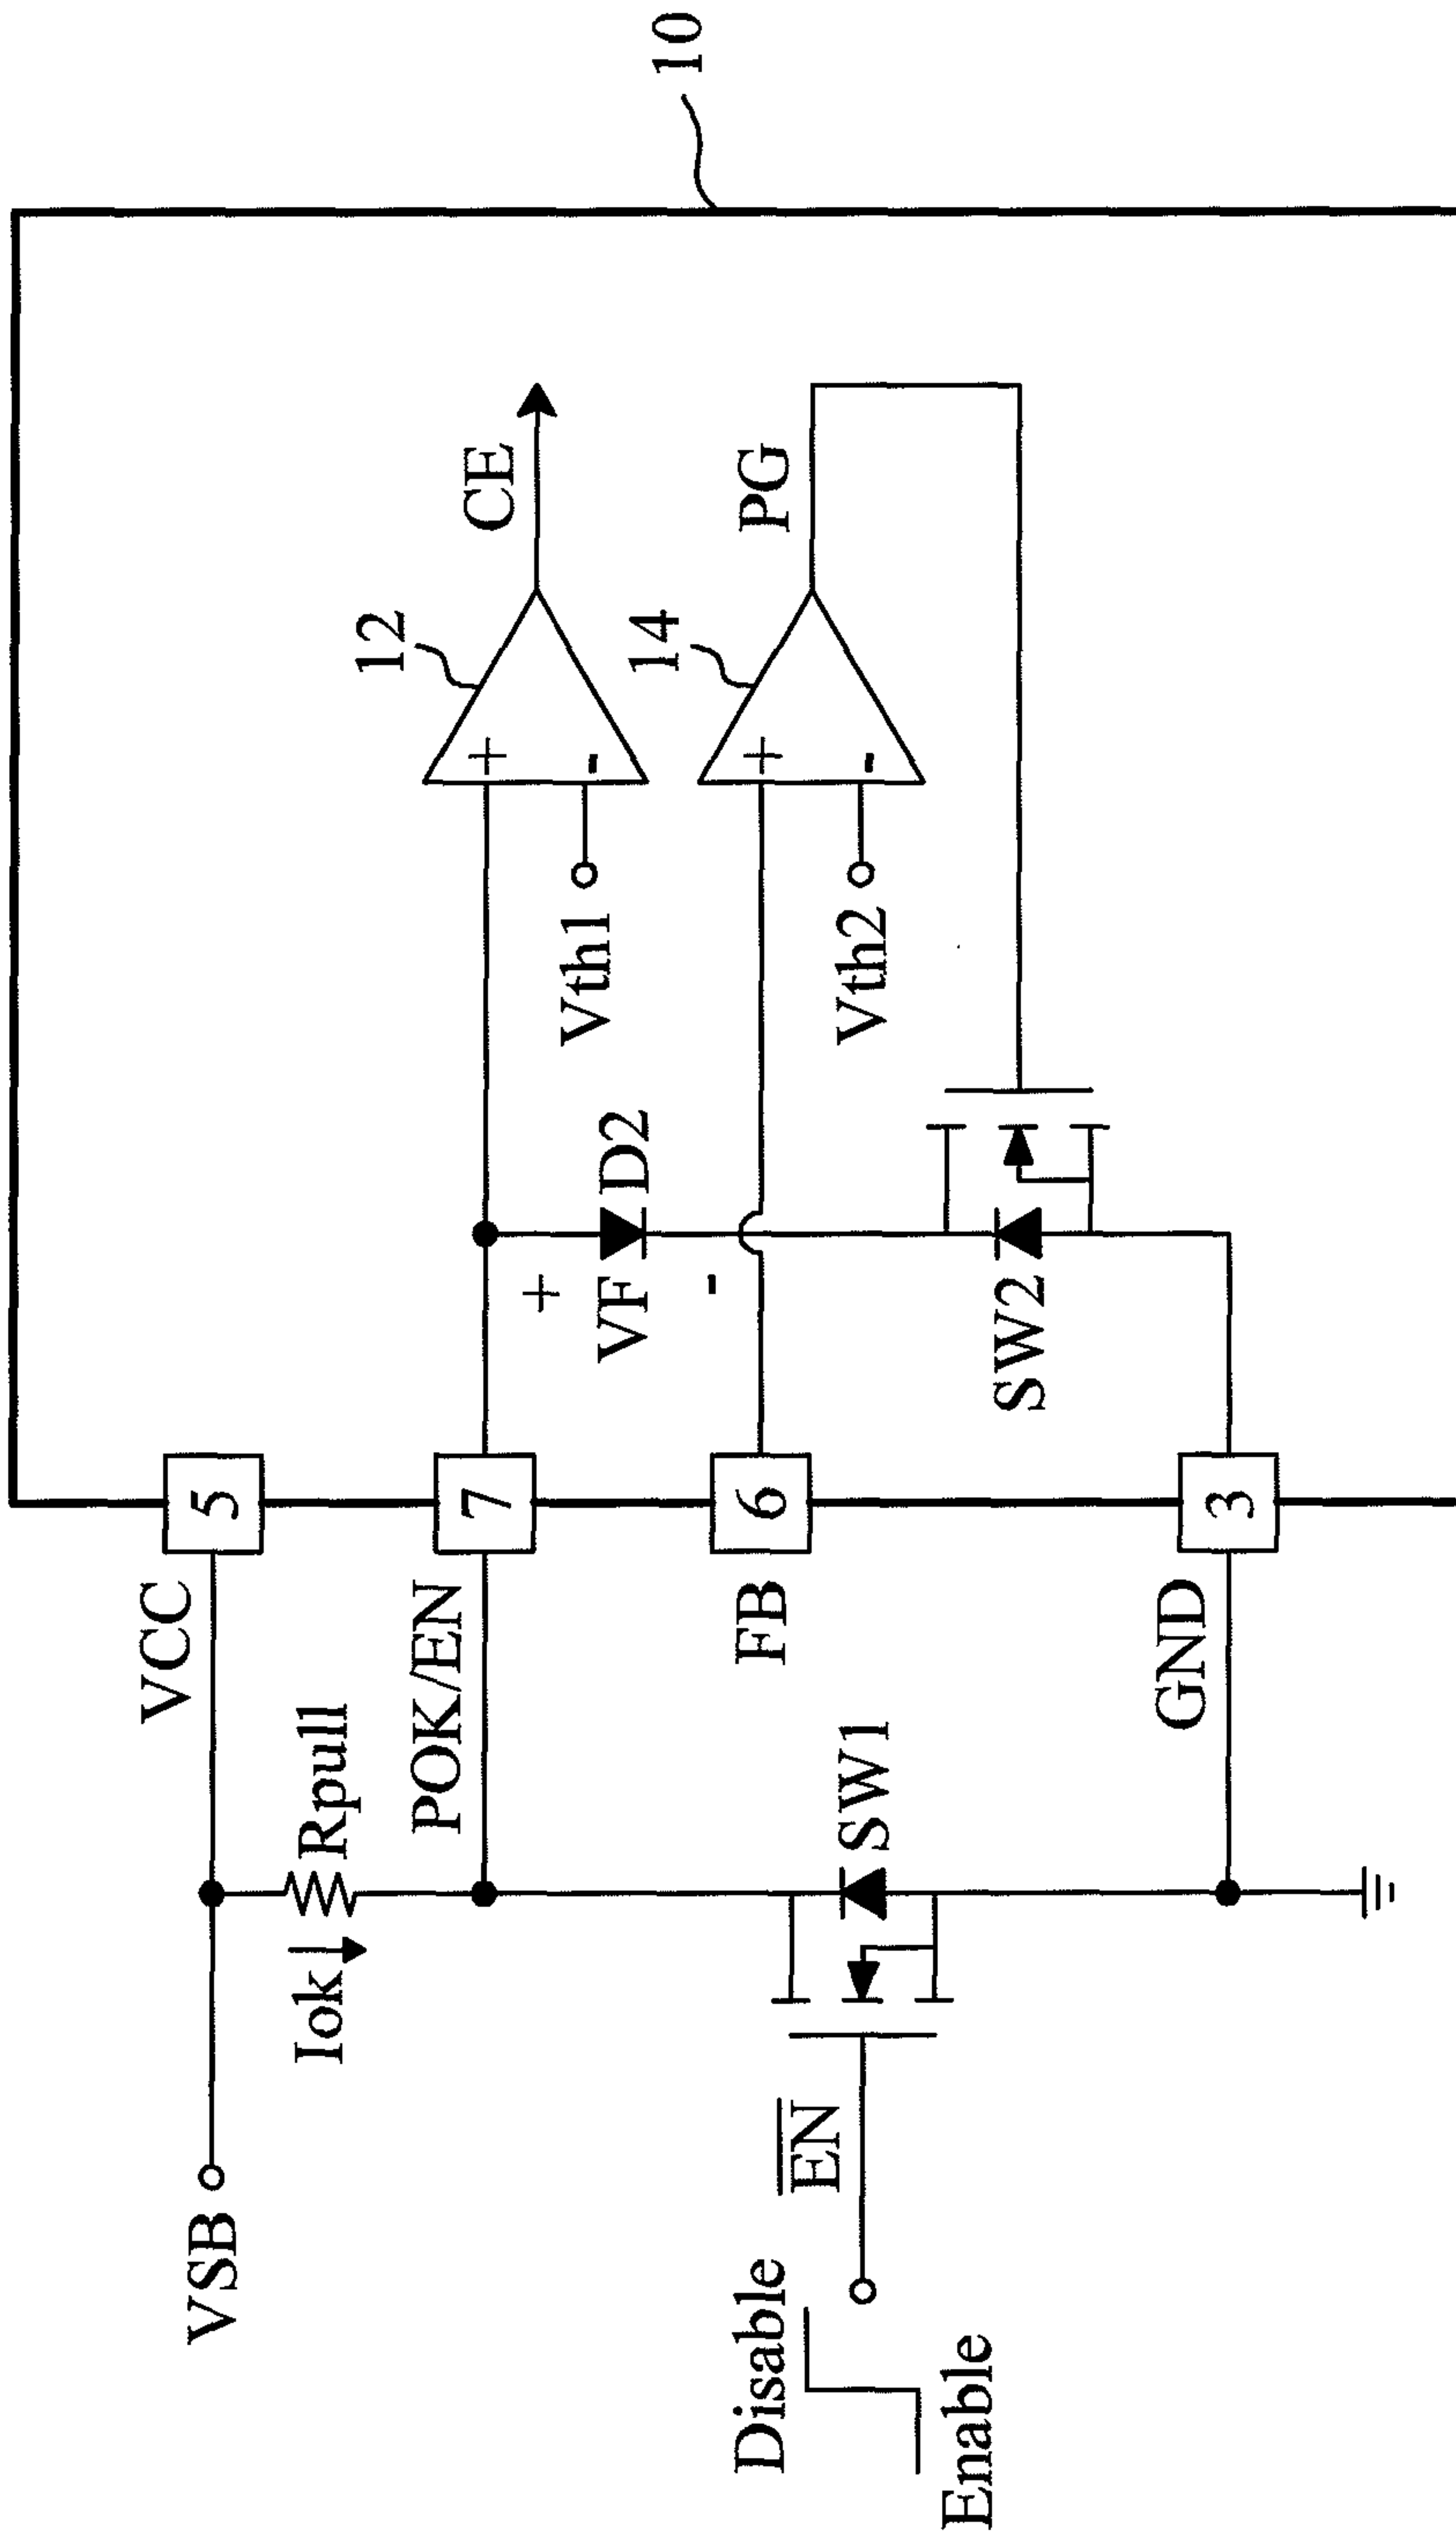 10
VSB
VCC
5
Iok
Rpull
POK/EN
7
12
+
-
CE
Vth1
+
VF
D2
-
FB
6
14
+
-
PG
Vth2
Disable
Enable
EN
SW1
SW2
GND
3